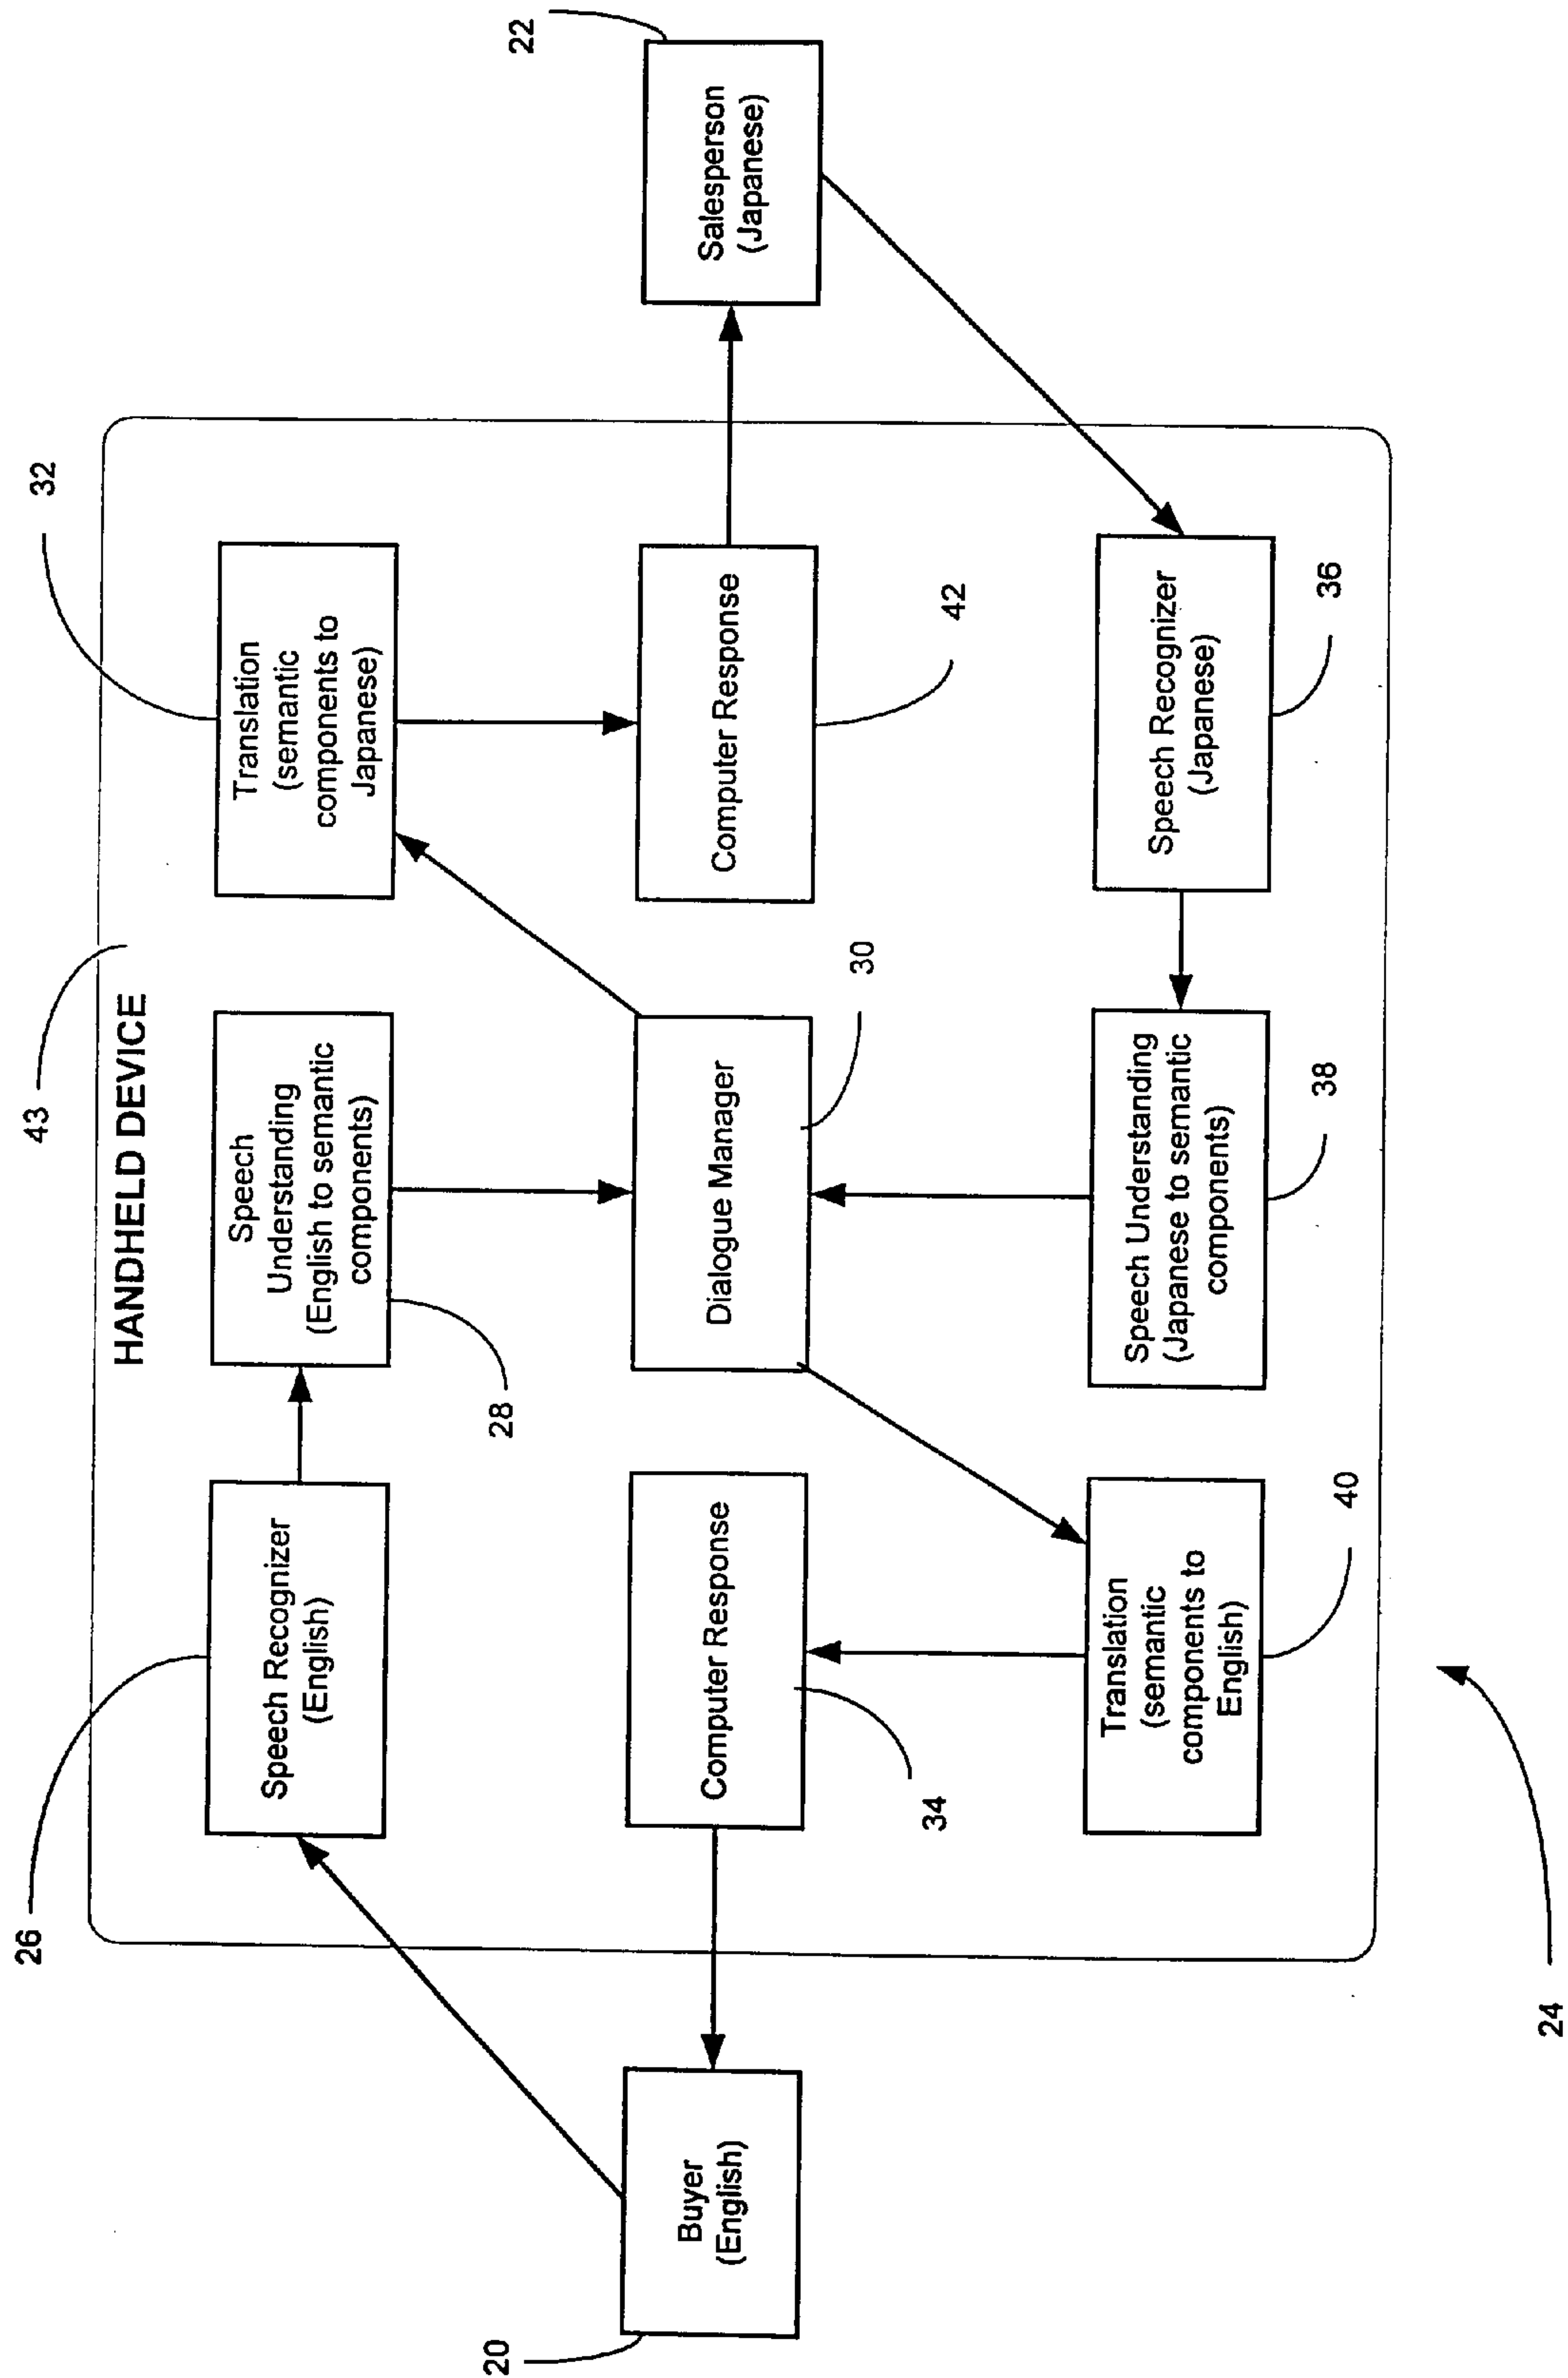 HANDHELD DEVICE
43
26
Speech Recognizer
(English)
Speech
Understanding
(English to semantic
components)
28
Translation
(semantic
components to
Japanese)
32
20
Buyer
(English)
Computer Response
34
Dialogue Manager
30
Computer Response
42
Salesperson
(Japanese)
22
Translation
(semantic
components to
English)
40
Speech Understanding
(Japanese to semantic
components)
38
Speech Recognizer
(Japanese)
36
24